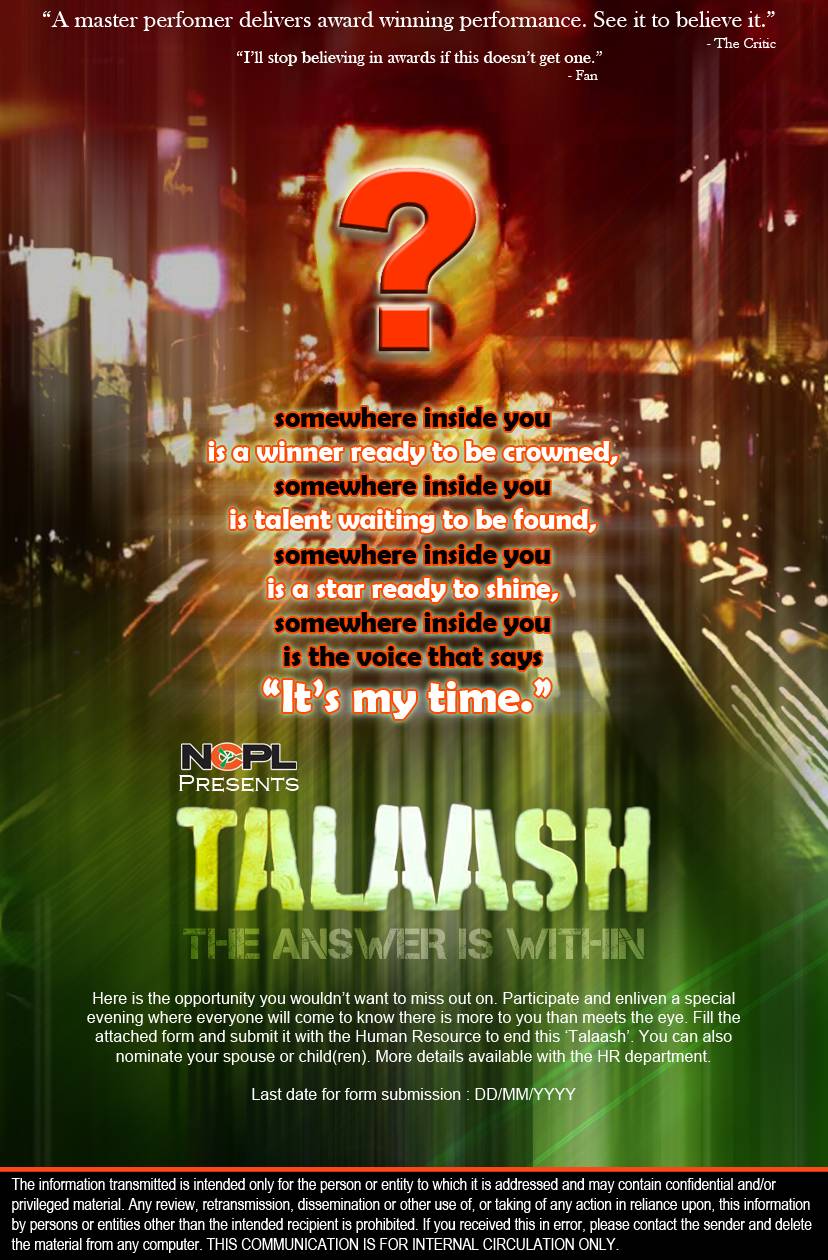 “A master perfomer delivers award winning performance. See it to believe it.”
- The Critic
“I’ll stop believing in awards if this doesn’t get one.”
- Fan
?
somewhere inside you
is a winner ready to be crowned,
somewhere inside you
is talent waiting to be found,
somewhere inside you
is a star ready to shine,
somewhere inside you
is the voice that says
“It’s my time.”
NCPL
PRESENTS
TALAASH
THE ANSWER IS WITHIN
Here is the opportunity you wouldn’t want to miss out on. Participate and enliven a special
evening where everyone will come to know there is more to you than meets the eye. Fill the
attached form and submit it with the Human Resource to end this ‘Talaash’. You can also
nominate your spouse or child(ren). More details available with the HR department.
Last date for form submission : DD/MM/YYYY
The information transmitted is intended only for the person or entity to which it is addressed and may contain confidential and/or
privileged material. Any review, retransmission, dissemination or other use of, or taking of any action in reliance upon, this information
by persons or entities other than the intended recipient is prohibited. If you received this in error, please contact the sender and delete
the material from any computer. THIS COMMUNICATION IS FOR INTERNAL CIRCULATION ONLY.